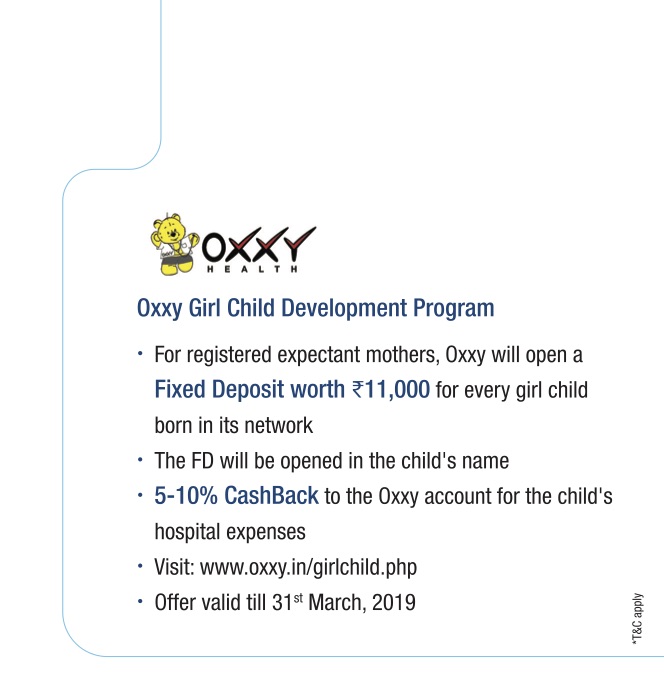 OXXY
HEALTH
Oxxy Girl Child Development Program
• For registered expectant mothers, Oxxy will open a
Fixed Deposit worth ₹11,000 for every girl child
born in its network
• The FD will be opened in the child's name
• 5-10% CashBack to the Oxxy account for the child's
hospital expenses
• Visit: www.oxxy.in/girlchild.php
• Offer valid till 31st March, 2019
*T&C apply